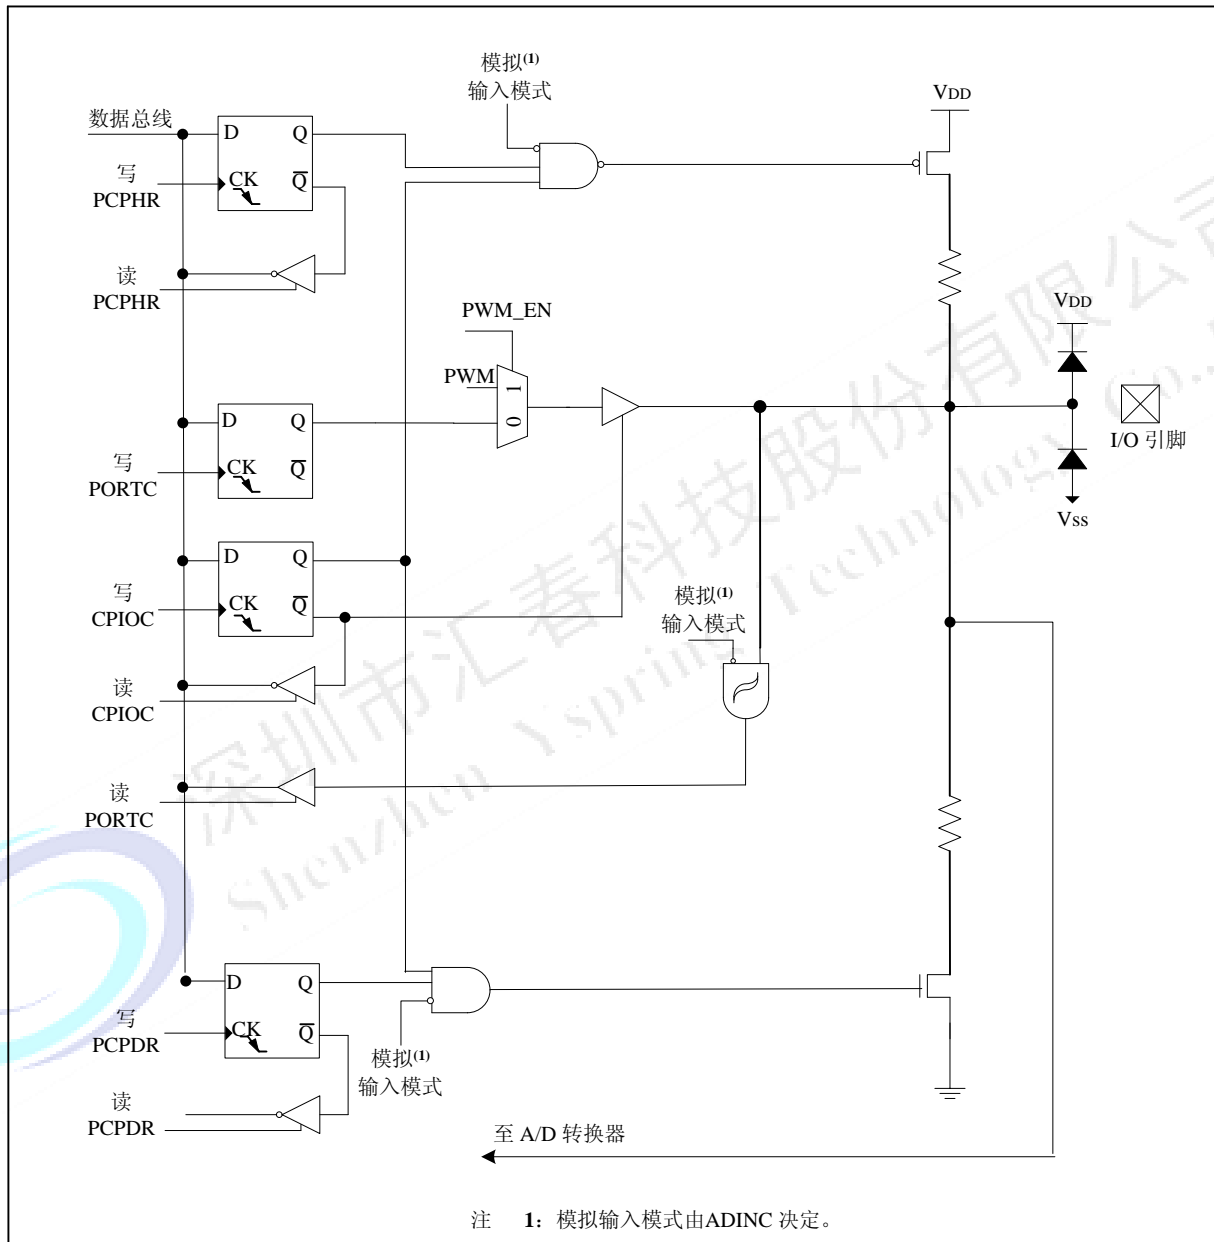 模拟(1)
输入模式
VDD
数据总线
D Q
写
PCPHR
CK Q
读
PCPHR
PWM_EN
VDD
PWM
1
0
D Q
I/O 引脚
写
PORTC
CK Q
VSS
D Q
写
CPIOC
CK Q
模拟(1)
输入模式
读
CPIOC
读
PORTC
D Q
写
PCPDR
CK Q
模拟(1)
输入模式
读
PCPDR
至 A/D 转换器
注 1：模拟输入模式由ADINC 决定。
深圳市汇春科技股份有限公司
Shenzhen Yspring Technology Co.,